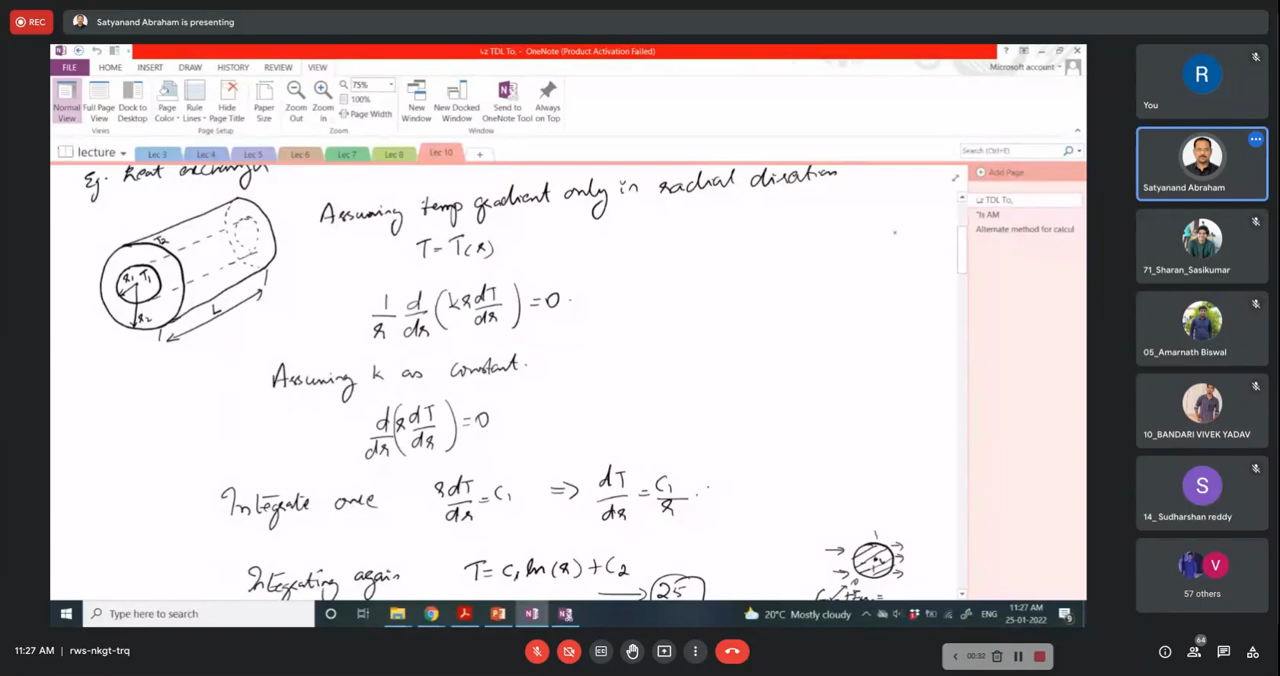 REC
Satyanand Abraham is presenting
L2 TDL To, - OneNote (Product Activation Failed)
FILE HOME INSERT DRAW HISTORY REVIEW VIEW
Microsoft account
Normal View
Full Page View
Dock to Desktop
Views
Page Color
Rule Lines
Hide Page Title
Page Setup
Paper Size
Zoom Out
Zoom In
75%
100%
Page Width
Zoom
New Window
New Docked Window
Send to OneNote Tool
Always on Top
Window
lecture
Lec 3 Lec 4 Lec 5 Lec 6 Lec 7 Lec 8 Lec 10
Search (Ctrl+E)
Add Page
L2 TDL To,
"Is AM
Alternate method for calcul
Eg. Heat exchanger
Assuming temp gradient only in radial direction
T = T(r)
1/r d/dr (kr dT/dr) = 0
Assuming k as constant.
d/dr (r dT/dr) = 0
Integrate once r dT/dr = C1 => dT/dr = C1/r
Integrating again T = C1 ln(r) + C2
25
T2
r1 T1
r2
L
R
You
Satyanand Abraham
71_Sharan_Sasikumar
05_Amarnath Biswal
10_BANDARI VIVEK YADAV
S
14_ Sudharshan reddy
V
57 others
Type here to search
20°C Mostly cloudy
ENG
11:27 AM
25-01-2022
9
11:27 AM | rws-nkgt-trq
00:32
64